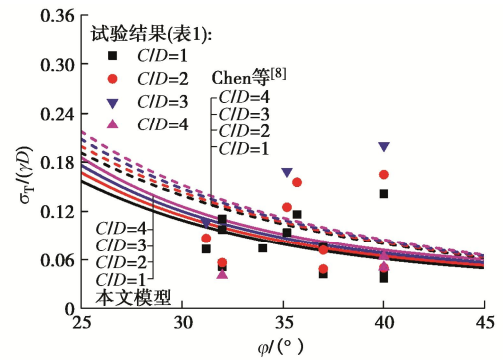 0.36
0.30
0.24
0.18
0.12
0.06
0
σT/(γD)
试验结果(表1):
C/D=1
C/D=2
C/D=3
C/D=4
Chen等[8]
C/D=4
C/D=3
C/D=2
C/D=1
C/D=4
C/D=3
C/D=2
C/D=1
本文模型
25 30 35 40 45
φ/(°)